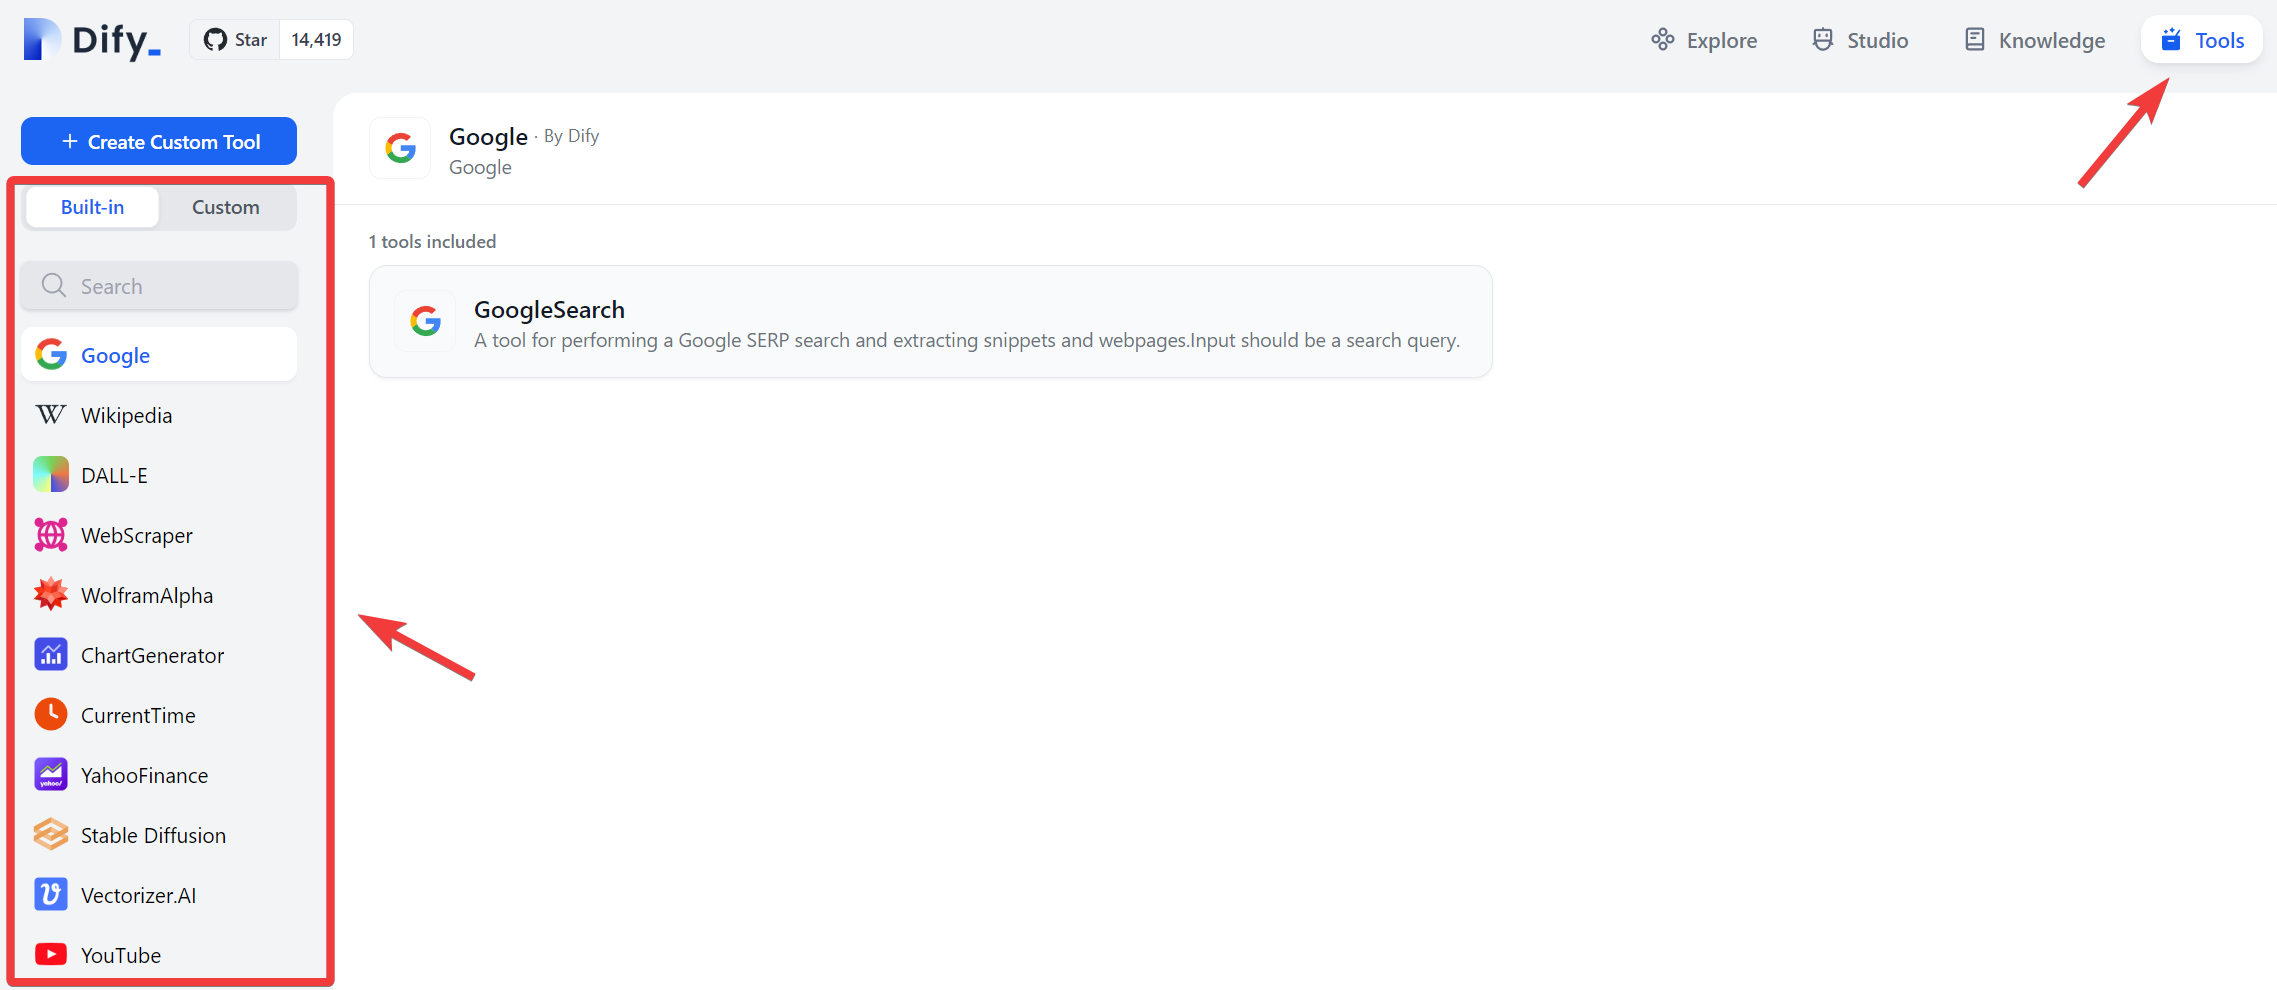 Dify_
Star 14,419
Explore
Studio
Knowledge
Tools
+ Create Custom Tool
Built-in
Custom
Search
Google
Wikipedia
DALL-E
WebScraper
WolframAlpha
ChartGenerator
CurrentTime
yahoo!
YahooFinance
Stable Diffusion
Vectorizer.AI
YouTube
Google · By Dify
Google
1 tools included
GoogleSearch
A tool for performing a Google SERP search and extracting snippets and webpages.Input should be a search query.